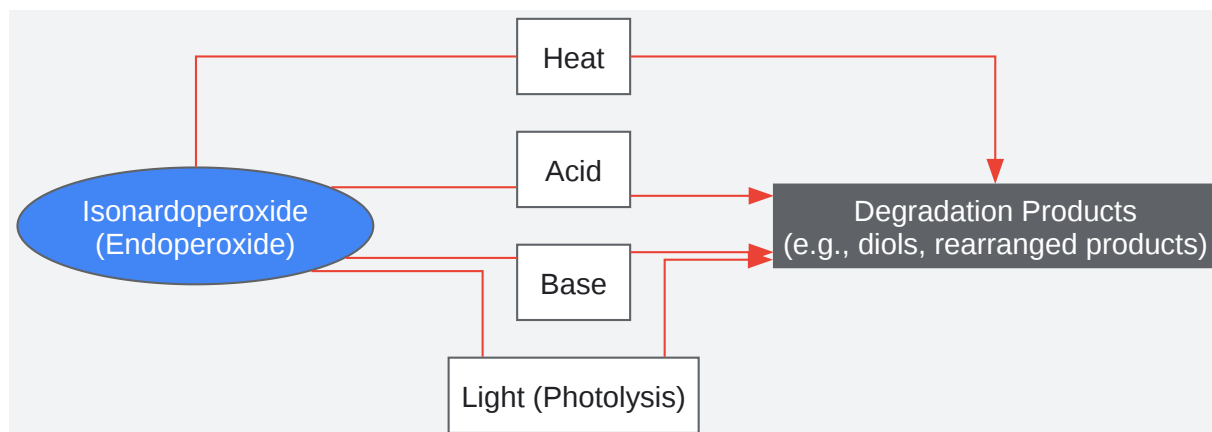 Heat
Acid
Isonardoperoxide
(Endoperoxide)
Degradation Products
(e.g., diols, rearranged products)
Base
Light (Photolysis)